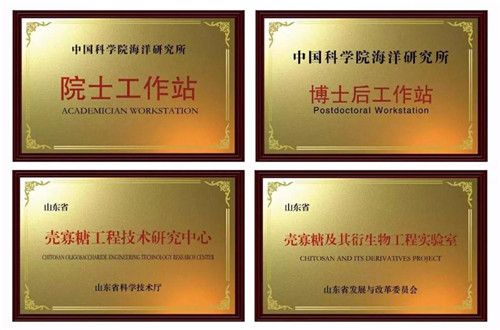 中国科学院海洋研究所
院士工作站
ACADEMICIAN WORKSTATION
中国科学院海洋研究所
博士后工作站
Postdoctoral Workstation
山东省
壳寡糖工程技术研究中心
CHITOSAN OLIGOSACCHARIDE ENGINEERING TECHNOLOGY RESEARCH CENTER
山东省科学技术厅
山东省
壳寡糖及其衍生物工程实验室
CHITOSAN AND ITS DERIVATIVES PROJECT
山东省发展与改革委员会